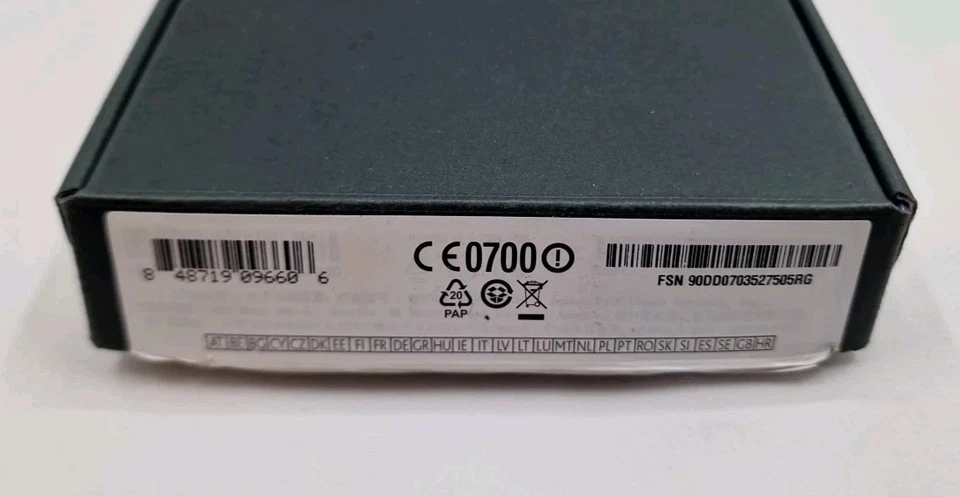 8 48719 09660 6
CE0700
FSN 90DD0703527505RG
20
PAP
AT BE BG CY CZ DK EE FI FR DE GR HU IE IT LV LT LU MT NL PL PT RO SK SI ES SE GB HR